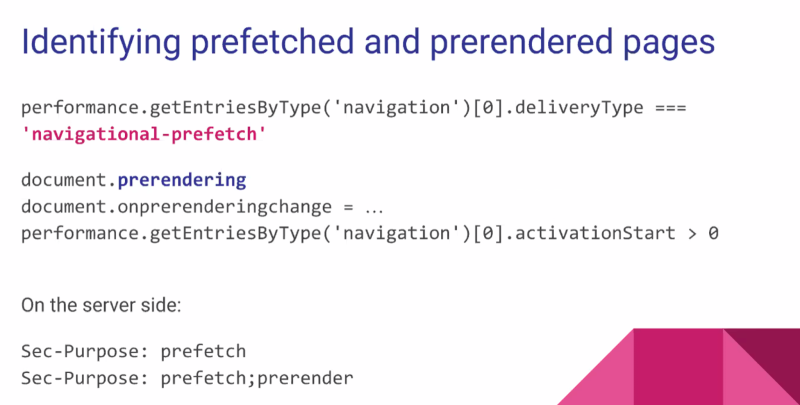 Identifying prefetched and prerendered pages
performance.getEntriesByType('navigation')[0].deliveryType ===
'navigational-prefetch'
document.prerendering
document.onprerenderingchange = …
performance.getEntriesByType('navigation')[0].activationStart > 0
On the server side:
Sec-Purpose: prefetch
Sec-Purpose: prefetch;prerender